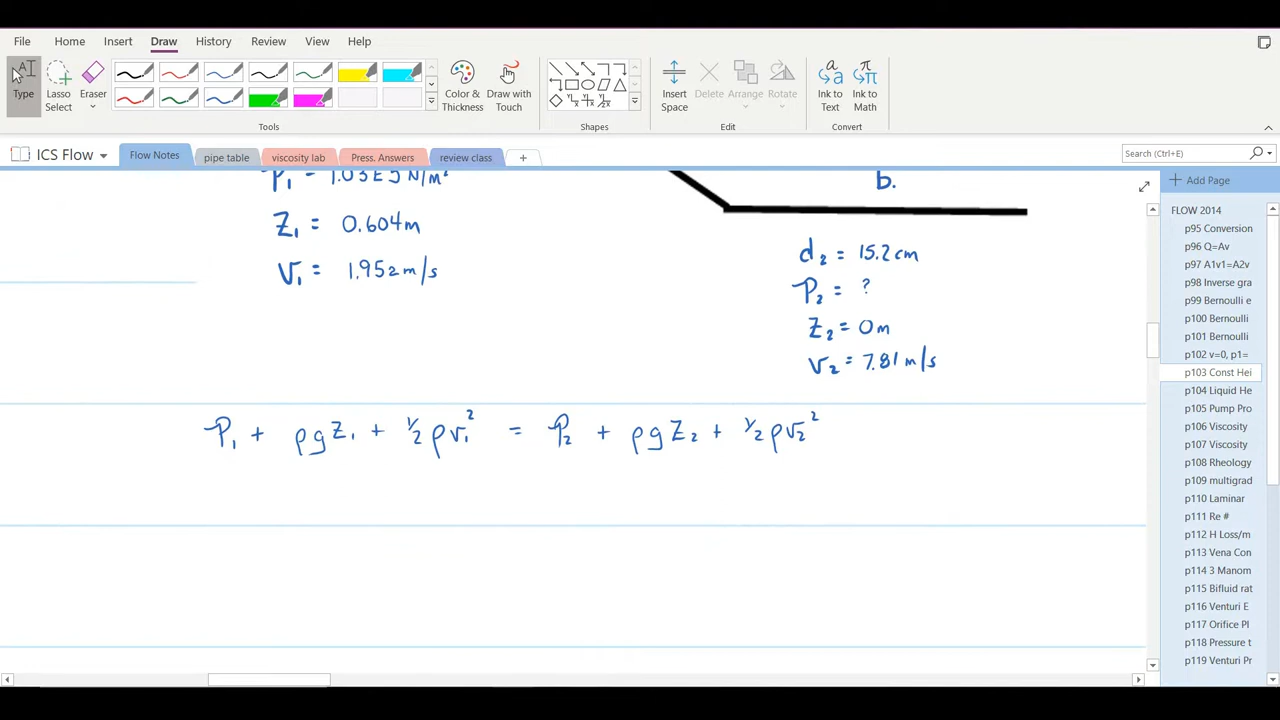 File Home Insert Draw History Review View Help
Type Lasso Select Eraser Color & Thickness Draw with Touch Insert Space Delete Arrange Rotate Ink to Text Ink to Math
Tools Shapes Edit Convert
ICS Flow Flow Notes pipe table viscosity lab Press. Answers review class + Search (Ctrl+E)
P₁ = 1.03E5 N/m²
Z₁ = 0.604m
V₁ = 1.952m/s
b.
d₂ = 15.2cm
P₂ = ?
Z₂ = 0m
V₂ = 7.81m/s
P₁ + ρgZ₁ + ½ρv₁² = P₂ + ρgZ₂ + ½ρv₂²
+ Add Page
FLOW 2014
p95 Conversion
p96 Q=Av
p97 A1v1=A2v
p98 Inverse gra
p99 Bernoulli e
p100 Bernoulli
p101 Bernoulli
p102 v=0, p1=
p103 Const Hei
p104 Liquid He
p105 Pump Pro
p106 Viscosity
p107 Viscosity
p108 Rheology
p109 multigrad
p110 Laminar
p111 Re #
p112 H Loss/m
p113 Vena Con
p114 3 Manom
p115 Bifluid rat
p116 Venturi E
p117 Orifice Pl
p118 Pressure t
p119 Venturi Pr